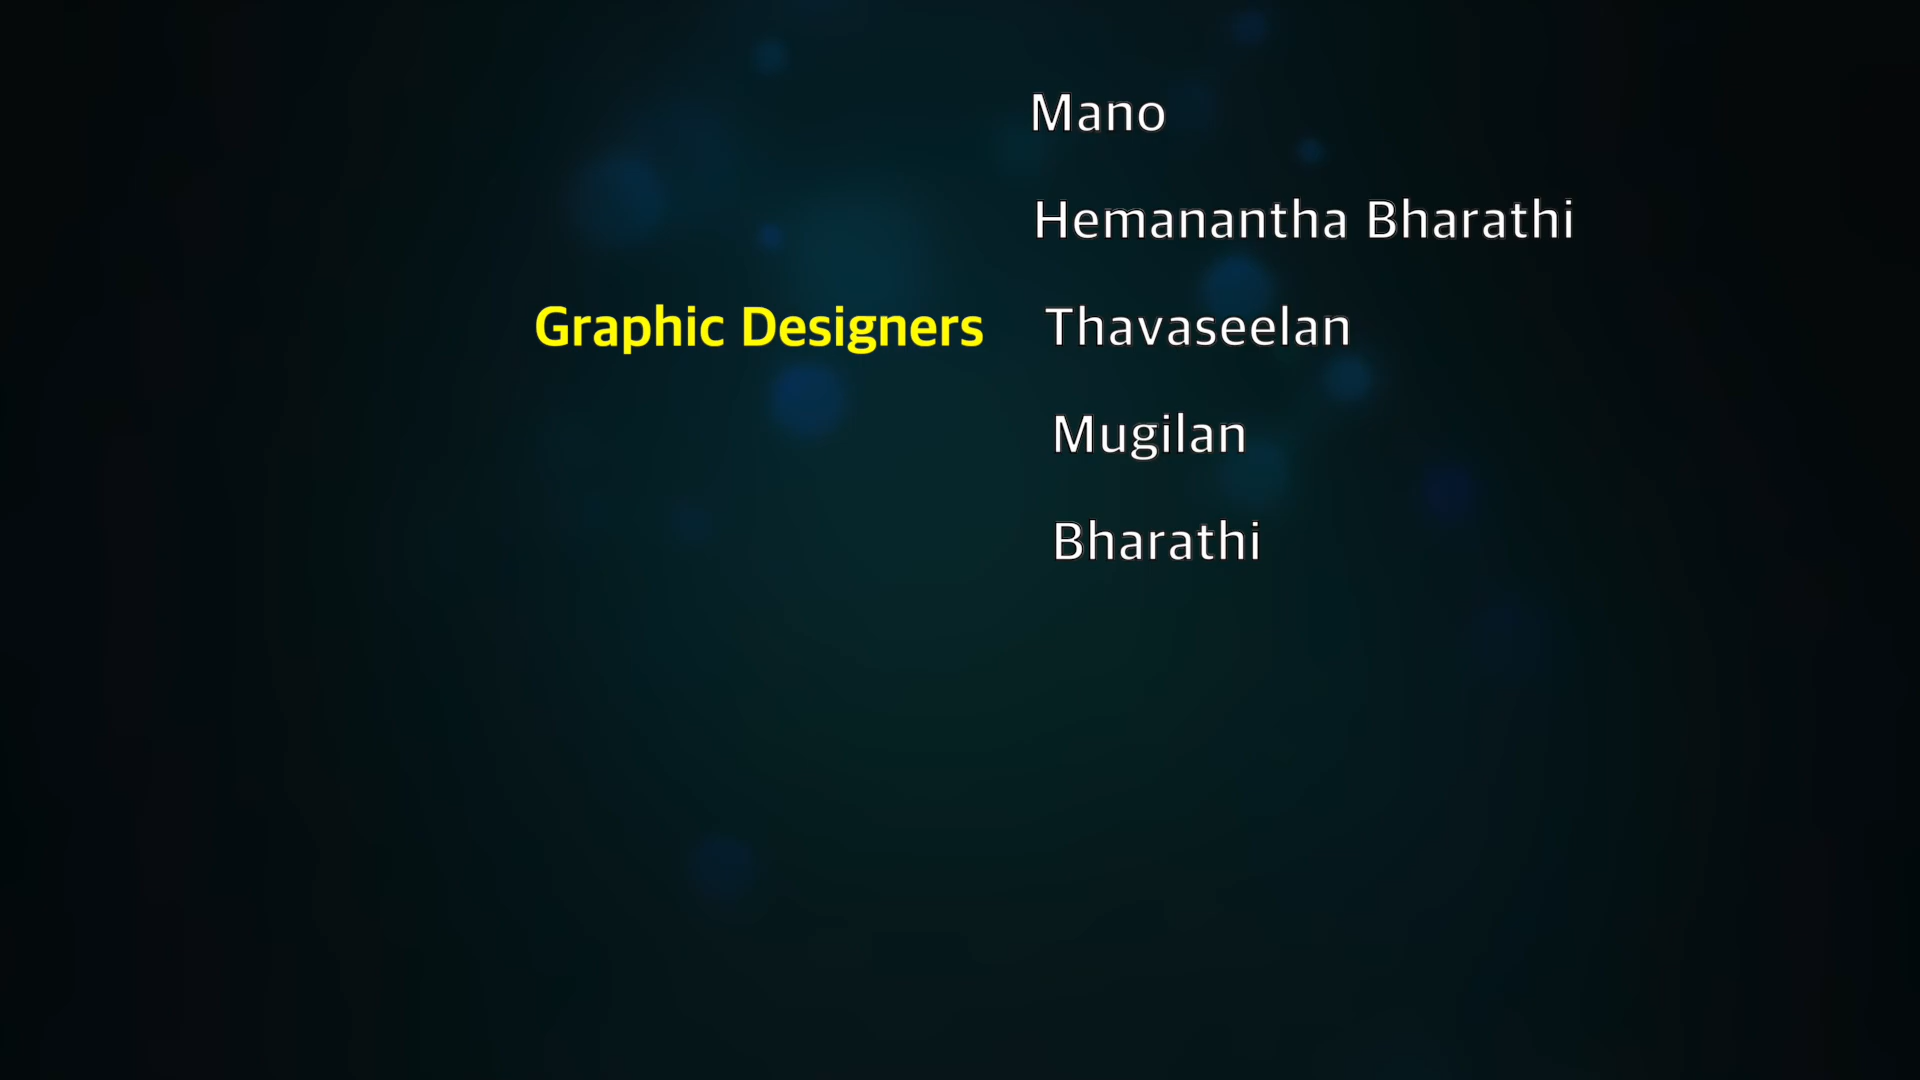 Mano
Hemanantha Bharathi
Graphic Designers Thavaseelan
Mugilan
Bharathi